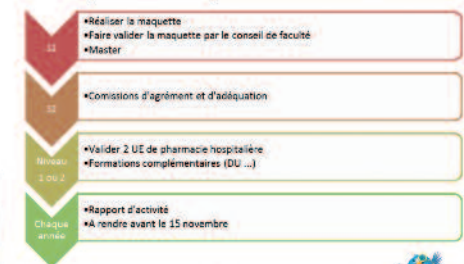 •Réaliser la maquette
•Faire valider la maquette par le conseil de faculté
S1
•Master
S2
•Comissions d'agrément et d'adéquation
•Valider 2 UE de pharmacie hospitalière
Niveau
1 ou 2
•Formations complémentaires (DU ...)
•Rapport d'activité
Chaque
année
•A rendre avant le 15 novembre